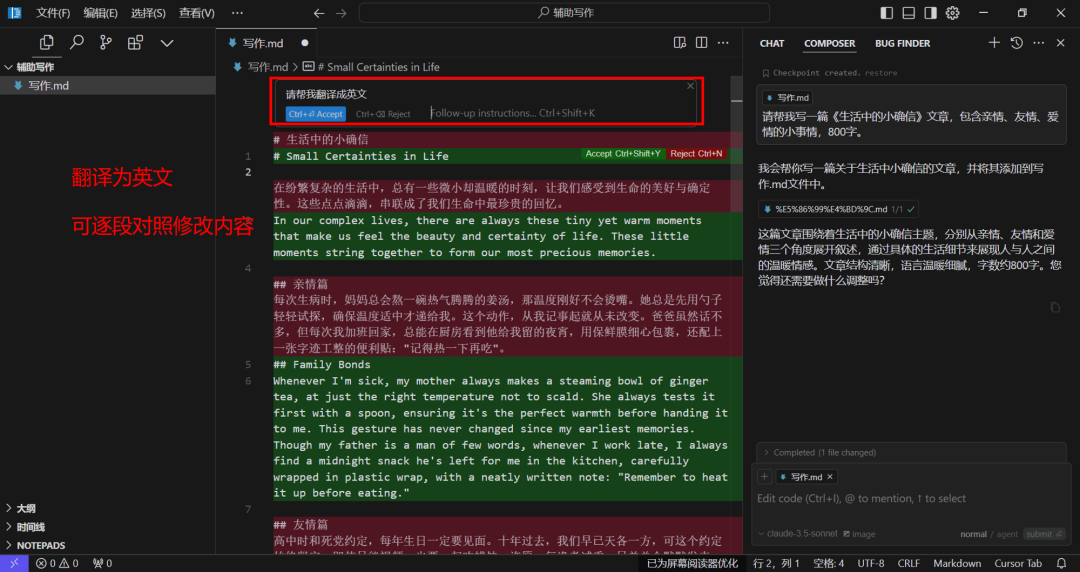 文件(F) 编辑(E) 选择(S) 查看(V) ··· ← → 辅助写作
写作.md ●
CHAT COMPOSER BUG FINDER
辅助写作
写作.md
写作.md > # Small Certainties in Life
请帮我翻译成英文
Ctrl+⏎ Accept Ctrl+⌫ Reject Follow-up instructions... Ctrl+Shift+K
# 生活中的小确信
1 # Small Certainties in Life
Accept Ctrl+Shift+Y Reject Ctrl+N
2
在纷繁复杂的生活中，总有一些微小却温暖的时刻，让我们感受到生命的美好与确定
性。这些点点滴滴，串联成了我们生命中最珍贵的回忆。
In our complex lives, there are always these tiny yet warm moments
that make us feel the beauty and certainty of life. These little
moments string together to form our most precious memories.
4
## 亲情篇
每次生病时，妈妈总会熬一碗热气腾腾的姜汤，那温度刚好不会烫嘴。她总是先用勺子
轻轻试探，确保温度适中才递给我。这个动作，从我记事起就从未改变。爸爸虽然话不
多，但每次我加班回家，总能在厨房看到他给我留的夜宵，用保鲜膜细心包裹，还配上
一张字迹工整的便利贴："记得热一下再吃"。
5 ## Family Bonds
6 Whenever I'm sick, my mother always makes a steaming bowl of ginger
tea, at just the right temperature not to scald. She always tests it
first with a spoon, ensuring it's the perfect warmth before handing it
to me. This gesture has never changed since my earliest memories.
Though my father is a man of few words, whenever I work late, I always
find a midnight snack he's left for me in the kitchen, carefully
wrapped in plastic wrap, with a neatly written note: "Remember to heat
it up before eating."
7
## 友情篇
高中时和死党约定，每年生日一定要见面。十年过去，我们早已天各一方，可这个约定
翻译为英文
可逐段对照修改内容
Checkpoint created. restore
写作.md
请帮我写一篇《生活中的小确信》文章，包含亲情、友情、爱
情的小事情，800字。
我会帮你写一篇关于生活中小确信的文章，并将其添加到写
作.md文件中。
%E5%86%99%E4%BD%9C.md 1/1 ✓
这篇文章围绕着生活中的小确信主题，分别从亲情、友情和爱
情三个角度展开叙述，通过具体的生活细节来展现人与人之间
的温暖情感。文章结构清晰，语言温暖细腻，字数约800字。您
觉得还需要做什么调整吗？
Completed (1 file changed)
+ 写作.md ×
Edit code (Ctrl+I), @ to mention, ↑ to select
claude-3.5-sonnet image normal / agent submit
大纲
时间线
NOTEPADS
0 0 0 已为屏幕阅读器优化 行 2，列 1 空格: 4 UTF-8 CRLF Markdown Cursor Tab